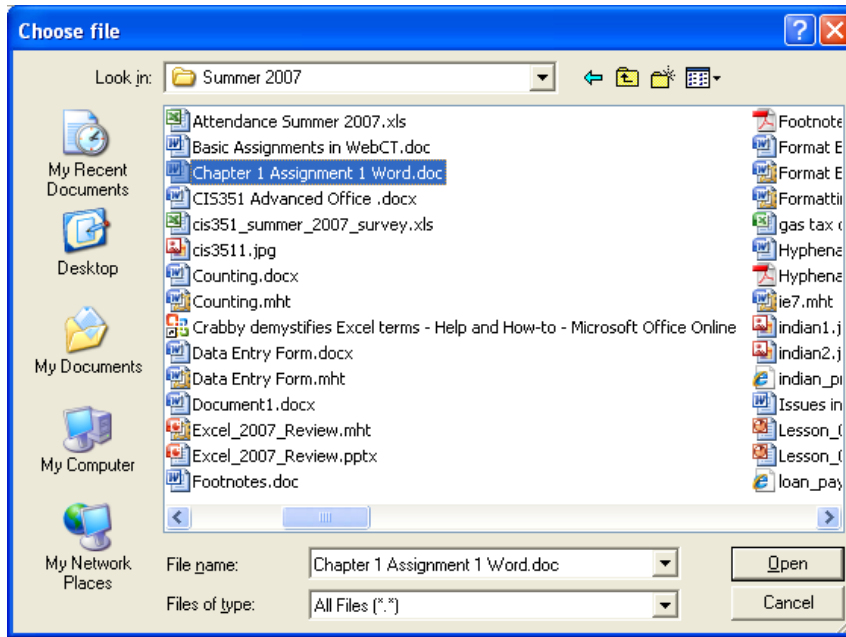 Choose file
Look in:
Summer 2007
My Recent
Documents
Desktop
My Documents
My Computer
My Network
Places
Attendance Summer 2007.xls
Basic Assignments in WebCT.doc
Chapter 1 Assignment 1 Word.doc
CIS351 Advanced Office .docx
cis351_summer_2007_survey.xls
cis3511.jpg
Counting.docx
Counting.mht
Crabby demystifies Excel terms - Help and How-to - Microsoft Office Online
Data Entry Form.docx
Data Entry Form.mht
Document1.docx
Excel_2007_Review.mht
Excel_2007_Review.pptx
Footnotes.doc
Footnote
Format E
Format E
Formatti
gas tax
Hyphena
Hyphena
ie7.mht
indian1.j
indian2.j
indian_p
Issues in
Lesson_
Lesson_
loan_pay
File name:
Chapter 1 Assignment 1 Word.doc
Open
Files of type:
All Files (*.*)
Cancel